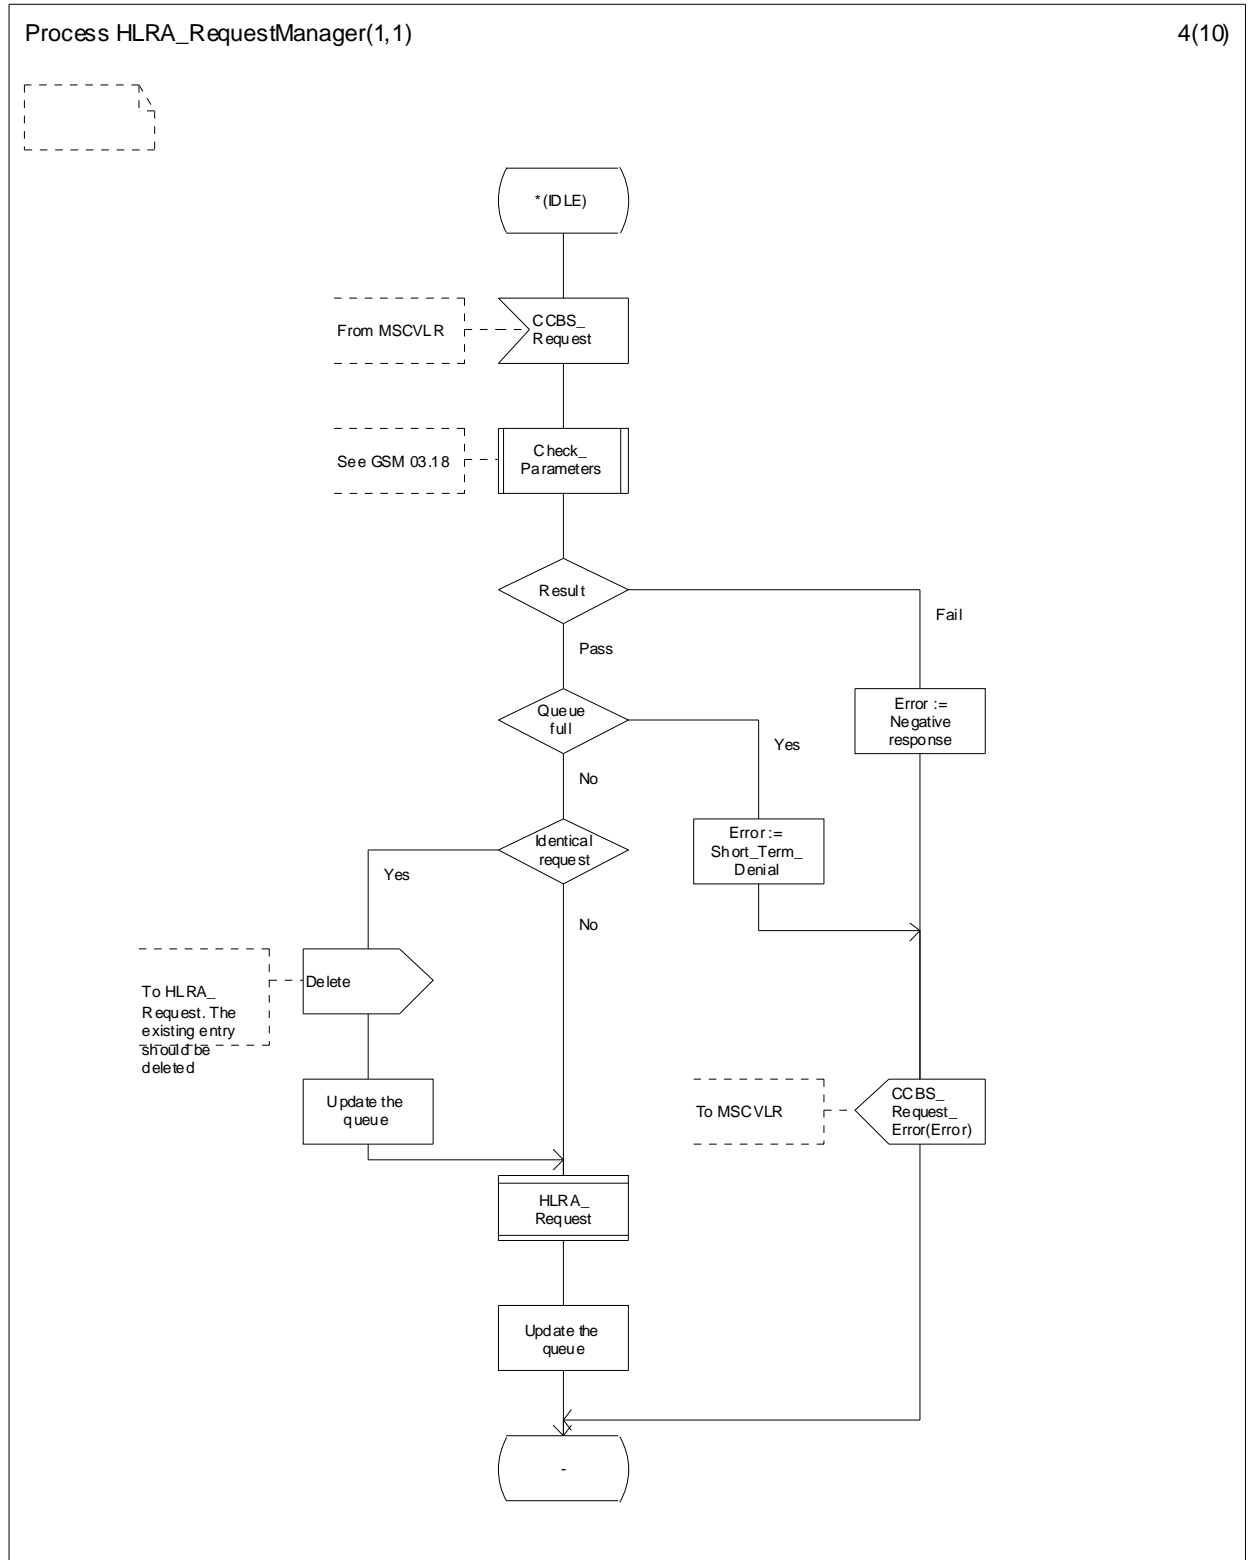 Process HLRA_RequestManager(1,1)
4(10)
*(IDLE)
From MSCVLR
CCBS_
Request
See GSM 03.18
Check_
Parameters
Result
Fail
Pass
Error :=
Negative
response
Queue
full
Yes
No
Error :=
Short_Term_
Denial
Identical
request
Yes
No
To HLRA_
Request. The
existing entry
should be
deleted
Delete
Update the
queue
To MSCVLR
CCBS_
Request_
Error(Error)
HLRA_
Request
Update the
queue
-